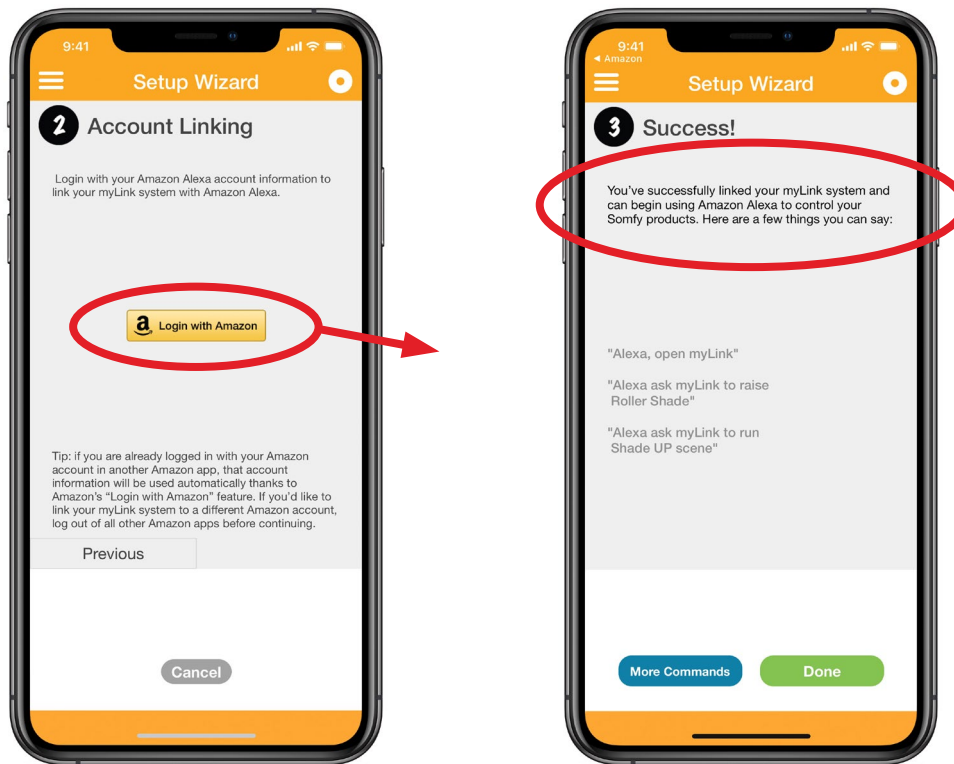 9:41
Setup Wizard
2 Account Linking
Login with your Amazon Alexa account information to
link your myLink system with Amazon Alexa.
a Login with Amazon
Tip: if you are already logged in with your Amazon
account in another Amazon app, that account
information will be used automatically thanks to
Amazon's “Login with Amazon” feature. If you'd like to
link your myLink system to a different Amazon account,
log out of all other Amazon apps before continuing.
Previous
Cancel
9:41
◀ Amazon
Setup Wizard
3 Success!
You've successfully linked your myLink system and
can begin using Amazon Alexa to control your
Somfy products. Here are a few things you can say:
"Alexa, open myLink"
"Alexa ask myLink to raise
Roller Shade"
"Alexa ask myLink to run
Shade UP scene"
More Commands
Done